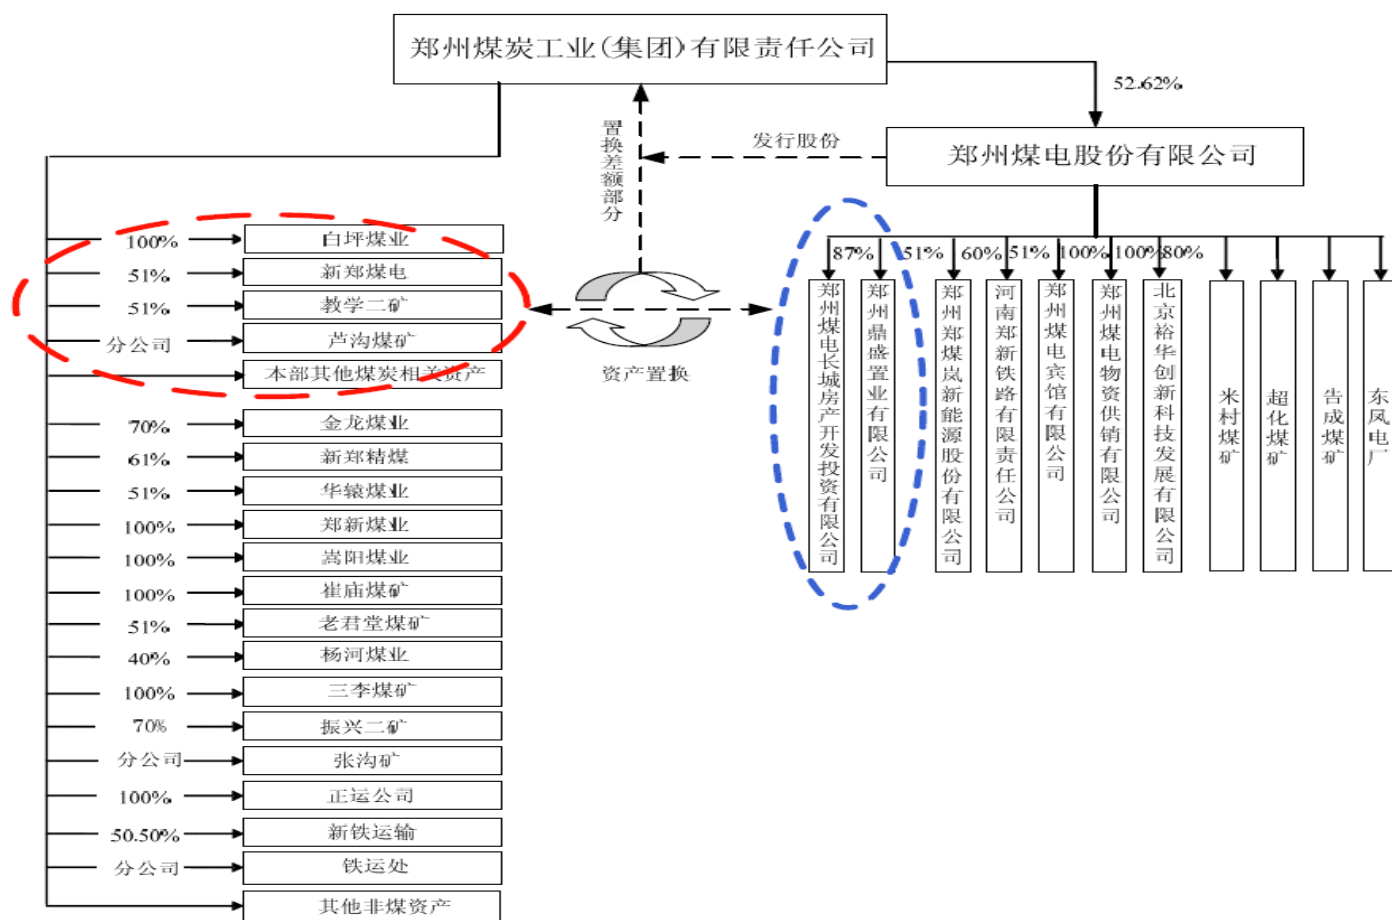 郑州煤炭工业(集团)有限责任公司
52.62%
置换差额部分
发行股份
郑州煤电股份有限公司
100%
白坪煤业
51%
新郑煤电
51%
教学二矿
分公司
芦沟煤矿
本部其他煤炭相关资产
资产置换
70%
金龙煤业
61%
新郑精煤
51%
华辕煤业
100%
郑新煤业
100%
嵩阳煤业
100%
崔庙煤矿
51%
老君堂煤矿
40%
杨河煤业
100%
三李煤矿
70%
振兴二矿
分公司
张沟矿
100%
正运公司
50.50%
新铁运输
分公司
铁运处
其他非煤资产
87%
51%
60%
51%
100%
100%
80%
郑州煤电长城房产开发投资有限公司
郑州鼎盛置业有限公司
郑州郑煤岚新能源股份有限公司
河南郑新铁路有限责任公司
郑州煤电宾馆有限公司
郑州煤电物资供销有限公司
北京裕华创新科技发展有限公司
米村煤矿
超化煤矿
告成煤矿
东风电厂